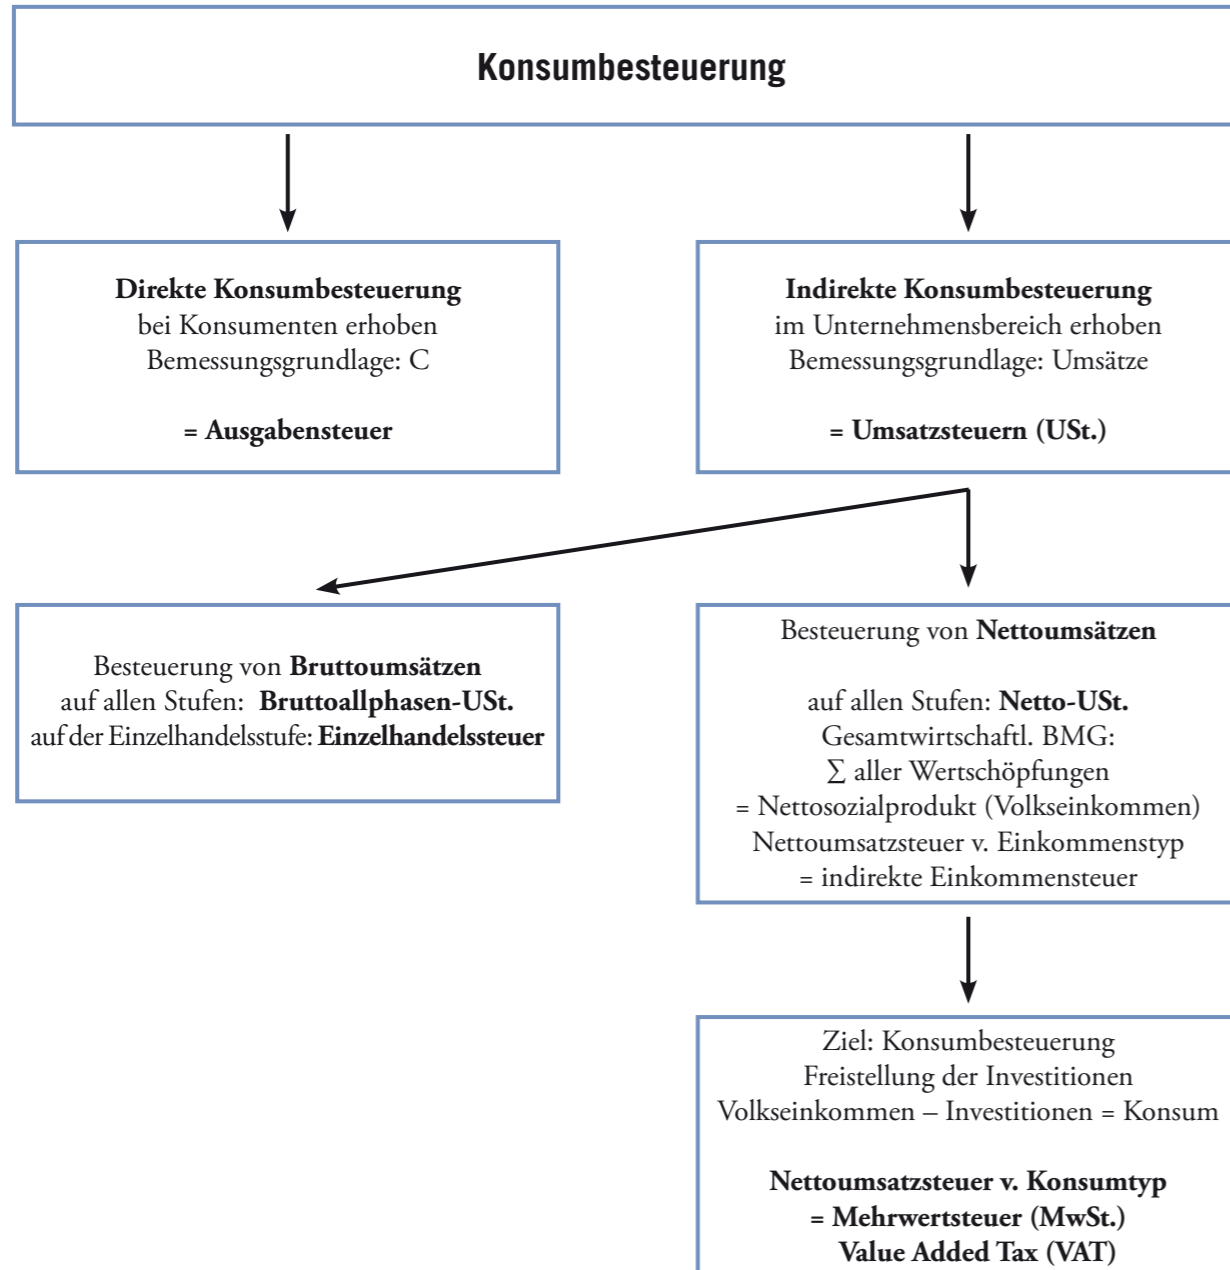 Konsumbesteuerung
Direkte Konsumbesteuerung
bei Konsumenten erhoben
Bemessungsgrundlage: C
= Ausgabensteuer
Indirekte Konsumbesteuerung
im Unternehmensbereich erhoben
Bemessungsgrundlage: Umsätze
= Umsatzsteuern (USt.)
Besteuerung von Bruttoumsätzen
auf allen Stufen: Bruttoallphasen-USt.
auf der Einzelhandelsstufe: Einzelhandelssteuer
Besteuerung von Nettoumsätzen
auf allen Stufen: Netto-USt.
Gesamtwirtschaftl. BMG:
∑ aller Wertschöpfungen
= Nettosozialprodukt (Volkseinkommen)
Nettoumsatzsteuer v. Einkommenstyp
= indirekte Einkommensteuer
Ziel: Konsumbesteuerung
Freistellung der Investitionen
Volkseinkommen – Investitionen = Konsum
Nettoumsatzsteuer v. Konsumtyp
= Mehrwertsteuer (MwSt.)
Value Added Tax (VAT)